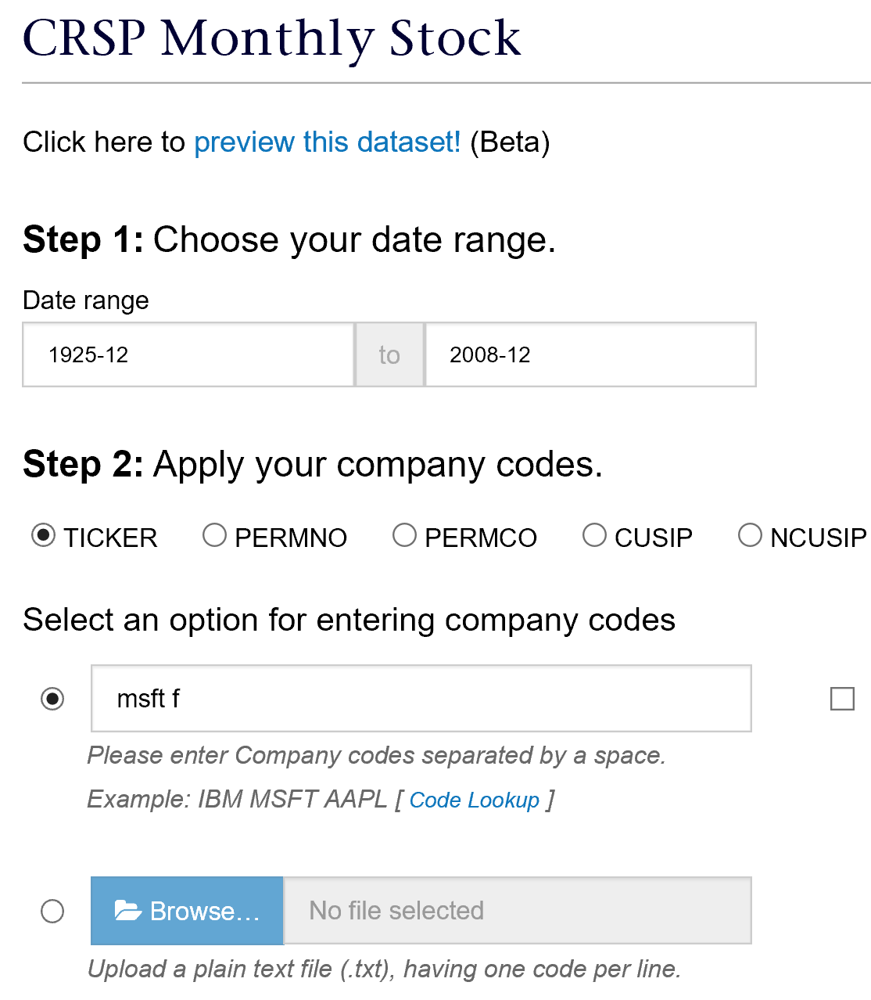 CRSP Monthly Stock
Click here to preview this dataset! (Beta)
Step 1: Choose your date range.
Date range
1925-12 to 2008-12
Step 2: Apply your company codes.
TICKER PERMNO PERMCO CUSIP NCUSIP
Select an option for entering company codes
msft f
Please enter Company codes separated by a space.
Example: IBM MSFT AAPL [ Code Lookup ]
Browse... No file selected
Upload a plain text file (.txt), having one code per line.